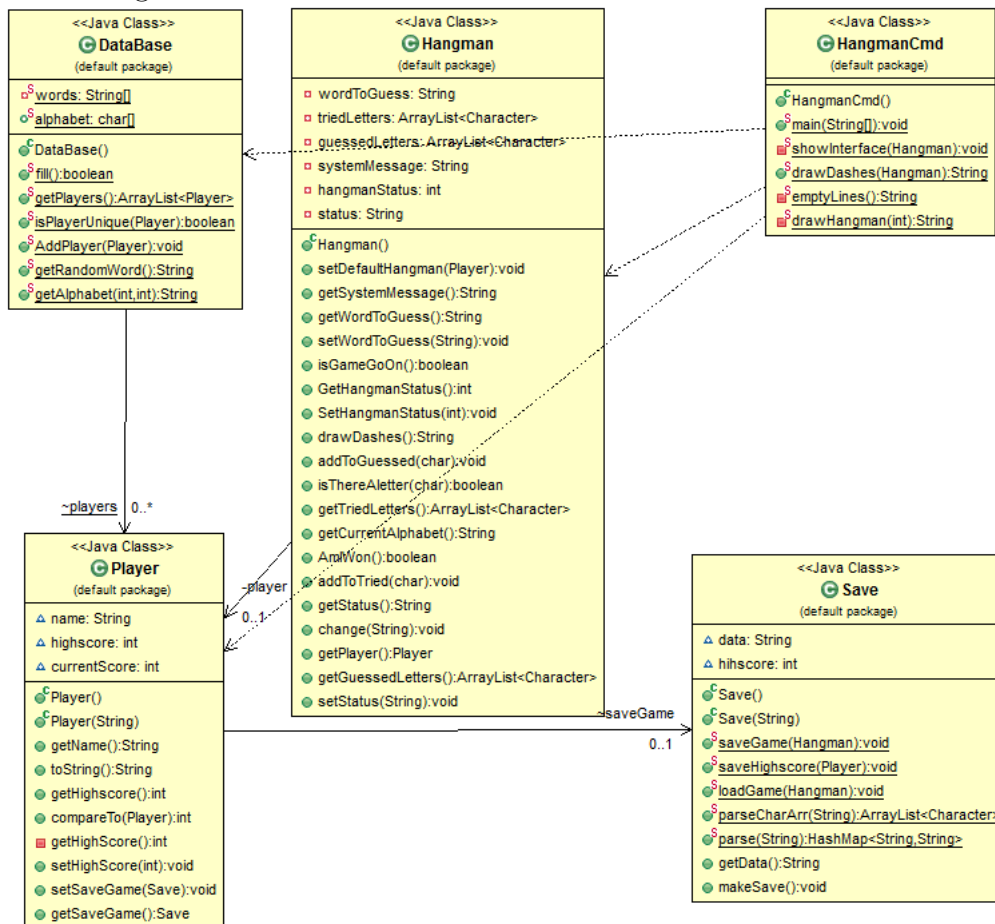 <<Java Class>>
DataBase
(default package)
words: String[]
alphabet: char[]
DataBase()
fill():boolean
getPlayers():ArrayList<Player>
isPlayerUnique(Player):boolean
AddPlayer(Player):void
getRandomWord():String
getAlphabet(int,int):String
<<Java Class>>
Hangman
(default package)
wordToGuess: String
triedLetters: ArrayList<Character>
guessedLetters: ArrayList<Character>
systemMessage: String
hangmanStatus: int
status: String
Hangman()
setDefaultHangman(Player):void
getSystemMessage():String
getWordToGuess():String
setWordToGuess(String):void
isGameGoOn():boolean
GetHangmanStatus():int
SetHangmanStatus(int):void
drawDashes():String
addToGuessed(char):void
isThereAletter(char):boolean
getTriedLetters():ArrayList<Character>
getCurrentAlphabet():String
AmIWon():boolean
addToTried(char):void
getStatus():String
change(String):void
getPlayer():Player
getGuessedLetters():ArrayList<Character>
setStatus(String):void
<<Java Class>>
HangmanCmd
(default package)
HangmanCmd()
main(String[]):void
showInterface(Hangman):void
drawDashes(Hangman):String
emptyLines():String
drawHangman(int):String
~players
0..*
~player
0..1
<<Java Class>>
Player
(default package)
name: String
highscore: int
currentScore: int
Player()
Player(String)
getName():String
toString():String
getHighscore():int
compareTo(Player):int
getHighScore():int
setHighScore(int):void
setSaveGame(Save):void
getSaveGame():Save
~saveGame
0..1
<<Java Class>>
Save
(default package)
data: String
hihscore: int
Save()
Save(String)
saveGame(Hangman):void
saveHighscore(Player):void
loadGame(Hangman):void
parseCharArr(String):ArrayList<Character>
parse(String):HashMap<String,String>
getData():String
makeSave():void